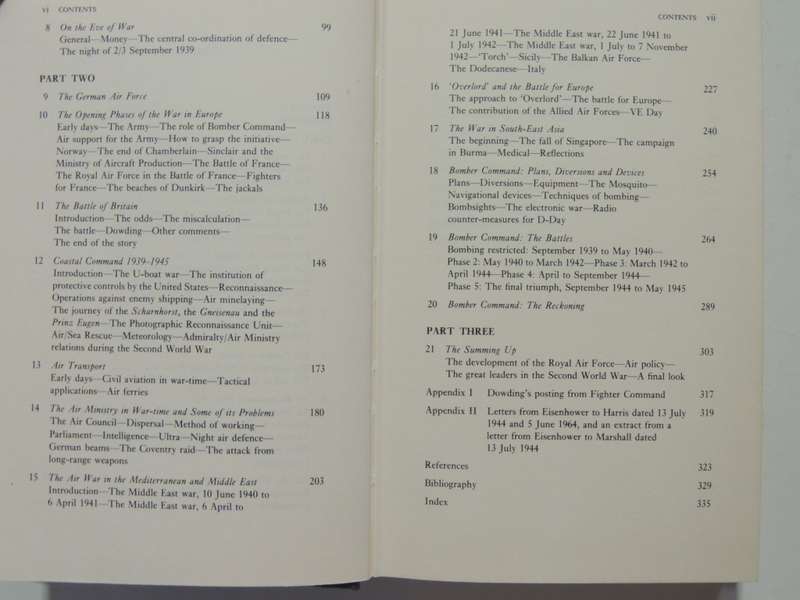 vi CONTENTS
8 On the Eve of War 99
General—Money—The central co-ordination of defence—
The night of 2/3 September 1939
PART TWO
9 The German Air Force 109
10 The Opening Phases of the War in Europe 118
Early days—The Army—The role of Bomber Command—
Air support for the Army—How to grasp the initiative—
Norway—The end of Chamberlain—Sinclair and the
Ministry of Aircraft Production—The Battle of France—
The Royal Air Force in the Battle of France—Fighters
for France—The beaches of Dunkirk—The jackals
11 The Battle of Britain 136
Introduction—The odds—The miscalculation—
The battle—Dowding—Other comments—
The end of the story
12 Coastal Command 1939–1945 148
Introduction—The U-boat war—The institution of
protective controls by the United States—Reconnaissance—
Operations against enemy shipping—Air minelaying—
The journey of the Scharnhorst, the Gneisenau and the
Prinz Eugen—The Photographic Reconnaissance Unit—
Air/Sea Rescue—Meteorology—Admiralty/Air Ministry
relations during the Second World War
13 Air Transport 173
Early days—Civil aviation in war-time—Tactical
applications—Air ferries
14 The Air Ministry in War-time and Some of its Problems 180
The Air Council—Dispersal—Method of working—
Parliament—Intelligence—Ultra—Night air defence—
German beams—The Coventry raid—The attack from
long-range weapons
15 The Air War in the Mediterranean and Middle East 203
Introduction—The Middle East war, 10 June 1940 to
6 April 1941—The Middle East war, 6 April to
CONTENTS vii
21 June 1941—The Middle East war, 22 June 1941 to
1 July 1942—The Middle East war, 1 July to 7 November
1942—'Torch'—Sicily—The Balkan Air Force—
The Dodecanese—Italy
16 'Overlord' and the Battle for Europe 227
The approach to 'Overlord'—The battle for Europe—
The contribution of the Allied Air Forces—VE Day
17 The War in South-East Asia 240
The beginning—The fall of Singapore—The campaign
in Burma—Medical—Reflections
18 Bomber Command: Plans, Diversions and Devices 254
Plans—Diversions—Equipment—The Mosquito—
Navigational devices—Techniques of bombing—
Bombsights—The electronic war—Radio
counter-measures for D-Day
19 Bomber Command: The Battles 264
Bombing restricted: September 1939 to May 1940—
Phase 2: May 1940 to March 1942—Phase 3: March 1942 to
April 1944—Phase 4: April to September 1944—
Phase 5: The final triumph, September 1944 to May 1945
20 Bomber Command: The Reckoning 289
PART THREE
21 The Summing Up 303
The development of the Royal Air Force—Air policy—
The great leaders in the Second World War—A final look
Appendix I Dowding's posting from Fighter Command 317
Appendix II Letters from Eisenhower to Harris dated 13 July 319
1944 and 5 June 1964, and an extract from a
letter from Eisenhower to Marshall dated
13 July 1944
References 323
Bibliography 329
Index 335